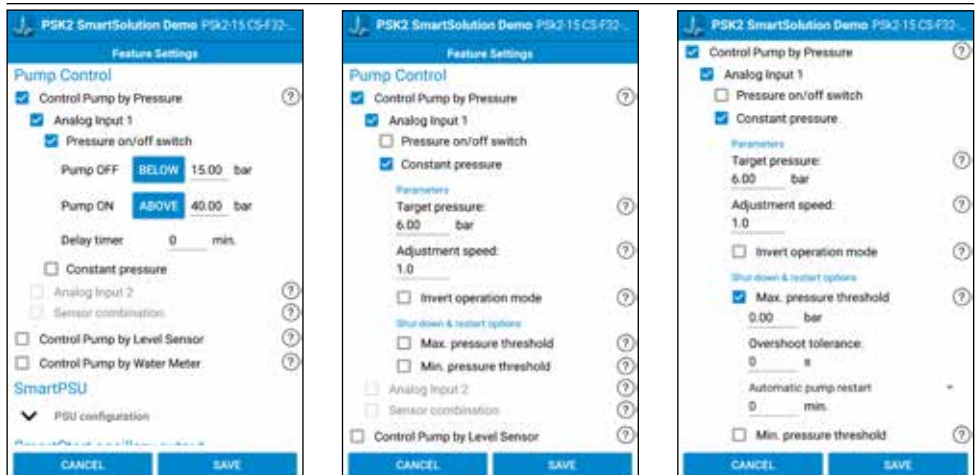 PSK2 SmartSolution Demo PSk2-15 CS-F32-...
Feature Settings
Pump Control
Control Pump by Pressure
Analog Input 1
Pressure on/off switch
Pump OFF BELOW 15.00 bar
Pump ON ABOVE 40.00 bar
Delay timer 0 min.
Constant pressure
Analog Input 2
Sensor combination
Control Pump by Level Sensor
Control Pump by Water Meter
SmartPSU
PSU configuration
CANCEL SAVE
PSK2 SmartSolution Demo PSk2-15 CS-F32-...
Feature Settings
Pump Control
Control Pump by Pressure
Analog Input 1
Pressure on/off switch
Constant pressure
Parameters
Target pressure:
6.00 bar
Adjustment speed:
1.0
Invert operation mode
Shut down & restart options
Max. pressure threshold
Min. pressure threshold
Analog Input 2
Sensor combination
Control Pump by Level Sensor
CANCEL SAVE
PSK2 SmartSolution Demo PSk2-15 CS-F32-...
Control Pump by Pressure
Analog Input 1
Pressure on/off switch
Constant pressure
Parameters
Target pressure:
6.00 bar
Adjustment speed:
1.0
Invert operation mode
Shut down & restart options
Max. pressure threshold
0.00 bar
Overshoot tolerance:
0 s
Automatic pump restart
0 min.
Min. pressure threshold
CANCEL SAVE